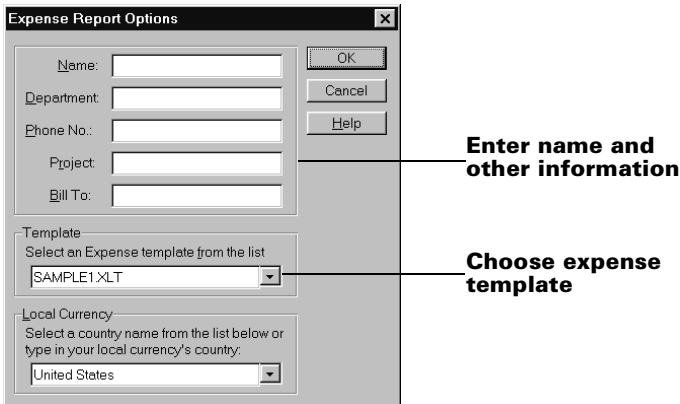 Expense Report Options
Name:
Department:
Phone No.:
Project:
Bill To:
OK
Cancel
Help
Enter name and
other information
Template
Select an Expense template from the list
SAMPLE1.XLT
Choose expense
template
Local Currency
Select a country name from the list below or
type in your local currency's country:
United States